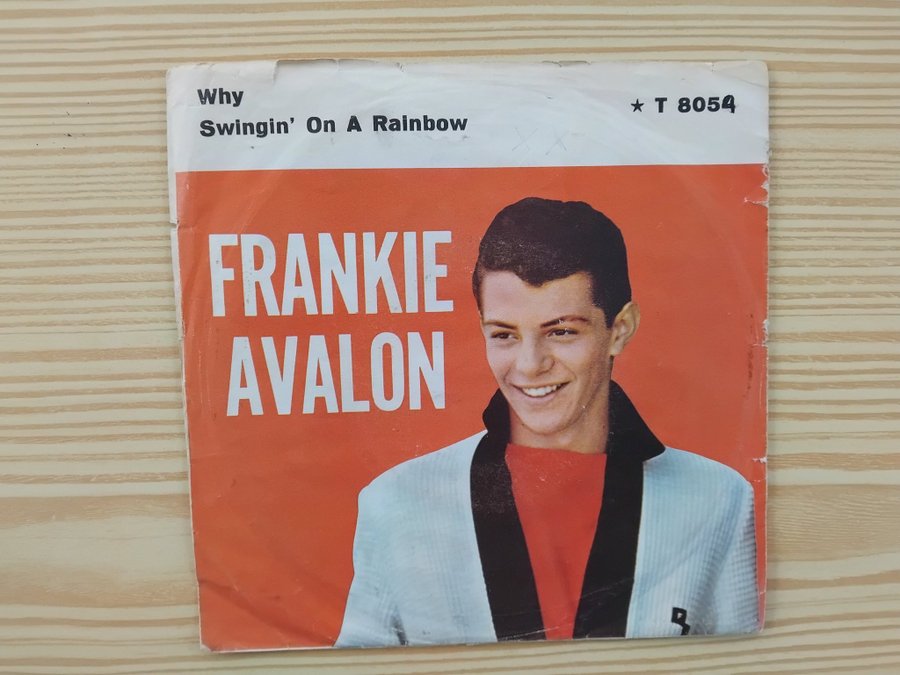 Why
Swingin' On A Rainbow
★ T 8054
FRANKIE
AVALON